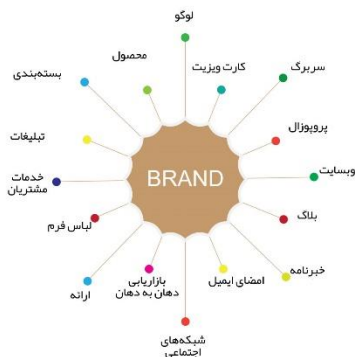 لوگو
محصول
کارت ویزیت
سربرگ
بسته‌بندی
پروپوزال
تبلیغات
BRAND
وبسایت
خدمات
مشتریان
بلاگ
لباس فرم
خبرنامه
امضای ایمیل
بازاریابی
دهان به دهان
ارائه
شبکه‌های
اجتماعی